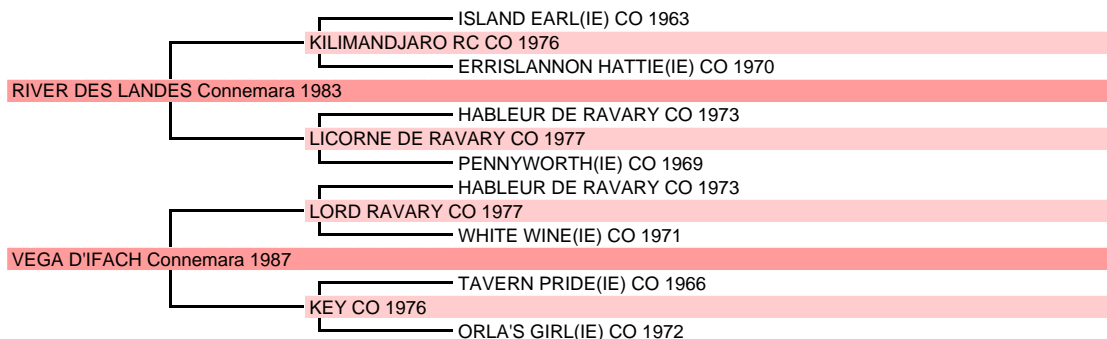 ISLAND EARL(IE) CO 1963
KILIMANDJARO RC CO 1976
ERRISLANNON HATTIE(IE) CO 1970
RIVER DES LANDES Connemara 1983
HABLEUR DE RAVARY CO 1973
LICORNE DE RAVARY CO 1977
PENNYWORTH(IE) CO 1969
HABLEUR DE RAVARY CO 1973
LORD RAVARY CO 1977
WHITE WINE(IE) CO 1971
VEGA D'IFACH Connemara 1987
TAVERN PRIDE(IE) CO 1966
KEY CO 1976
ORLA'S GIRL(IE) CO 1972